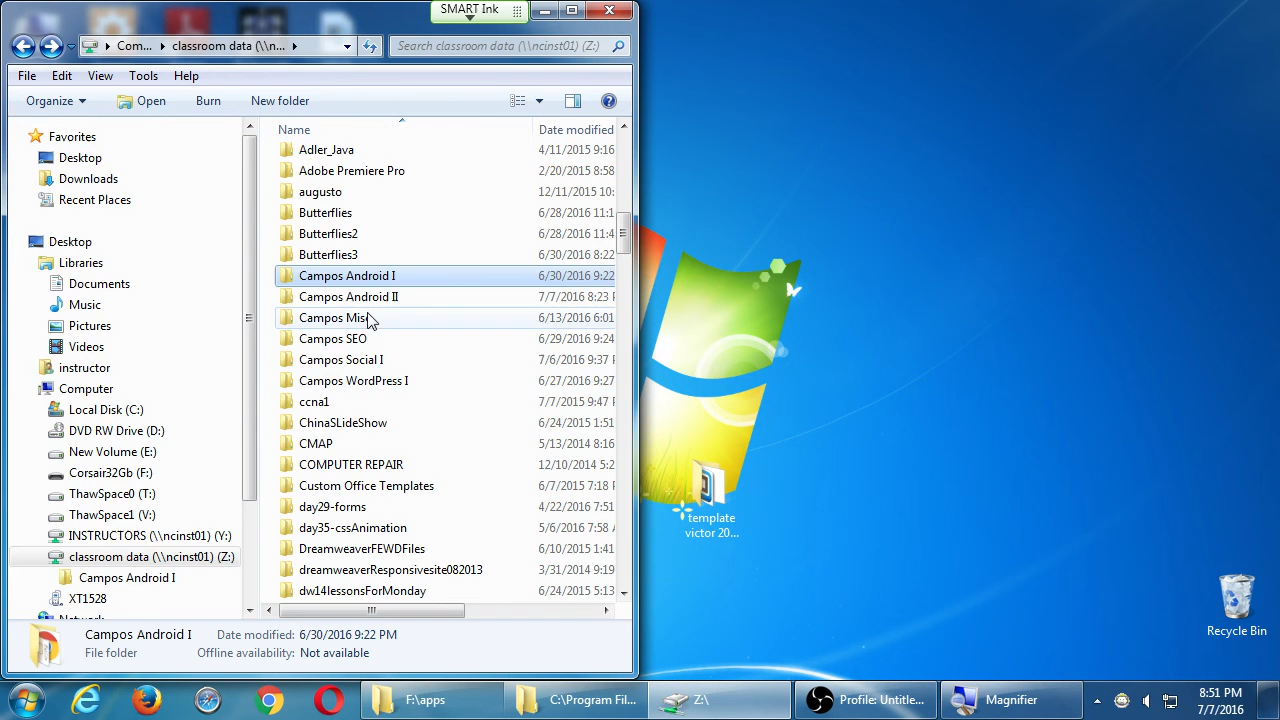 SMART Ink
Com... classroom data (\\n... Search classroom data (\\ncinst01) (Z:)
File Edit View Tools Help
Organize Open Burn New folder
Name Date modified
Favorites
Desktop
Downloads
Recent Places
Desktop
Libraries
Documents
Music
Pictures
Videos
instructor
Computer
Local Disk (C:)
DVD RW Drive (D:)
New Volume (E:)
Corsair32Gb (F:)
ThawSpace0 (T:)
ThawSpace1 (V:)
INSTRUCTORS (\\ncinst01) (Y:)
classroom data (\\ncinst01) (Z:)
Campos Android I
XT1528
Network
Adler_Java 4/11/2015 9:16
Adobe Premiere Pro 2/20/2015 8:58
augusto 12/11/2015 10:
Butterflies 6/28/2016 11:1
Butterflies2 6/28/2016 11:4
Butterflies3 6/30/2016 8:22
Campos Android I 6/30/2016 9:22
Campos Android II 7/7/2016 8:23
Campos Misc 6/13/2016 6:01
Campos SEO 6/29/2016 9:24
Campos Social I 7/6/2016 9:37
Campos WordPress I 6/27/2016 9:27
ccna1 7/7/2015 9:47
ChinaSLideShow 6/24/2015 1:51
CMAP 5/13/2014 8:16
COMPUTER REPAIR 12/10/2014 5:2
Custom Office Templates 6/7/2015 7:18
day29-forms 4/22/2016 7:51
day35-cssAnimation 5/6/2016 7:58
DreamweaverFEWDFiles 6/10/2015 1:41
dreamweaverResponsivesite082013 3/31/2014 9:19
dw14lessonsForMonday 6/24/2015 5:13
Campos Android I Date modified: 6/30/2016 9:22 PM
File folder Offline availability: Not available
template
victor 20...
Recycle Bin
F:\apps C:\Program Fil... Z:\ Profile: Untitle... Magnifier 8:51 PM
7/7/2016